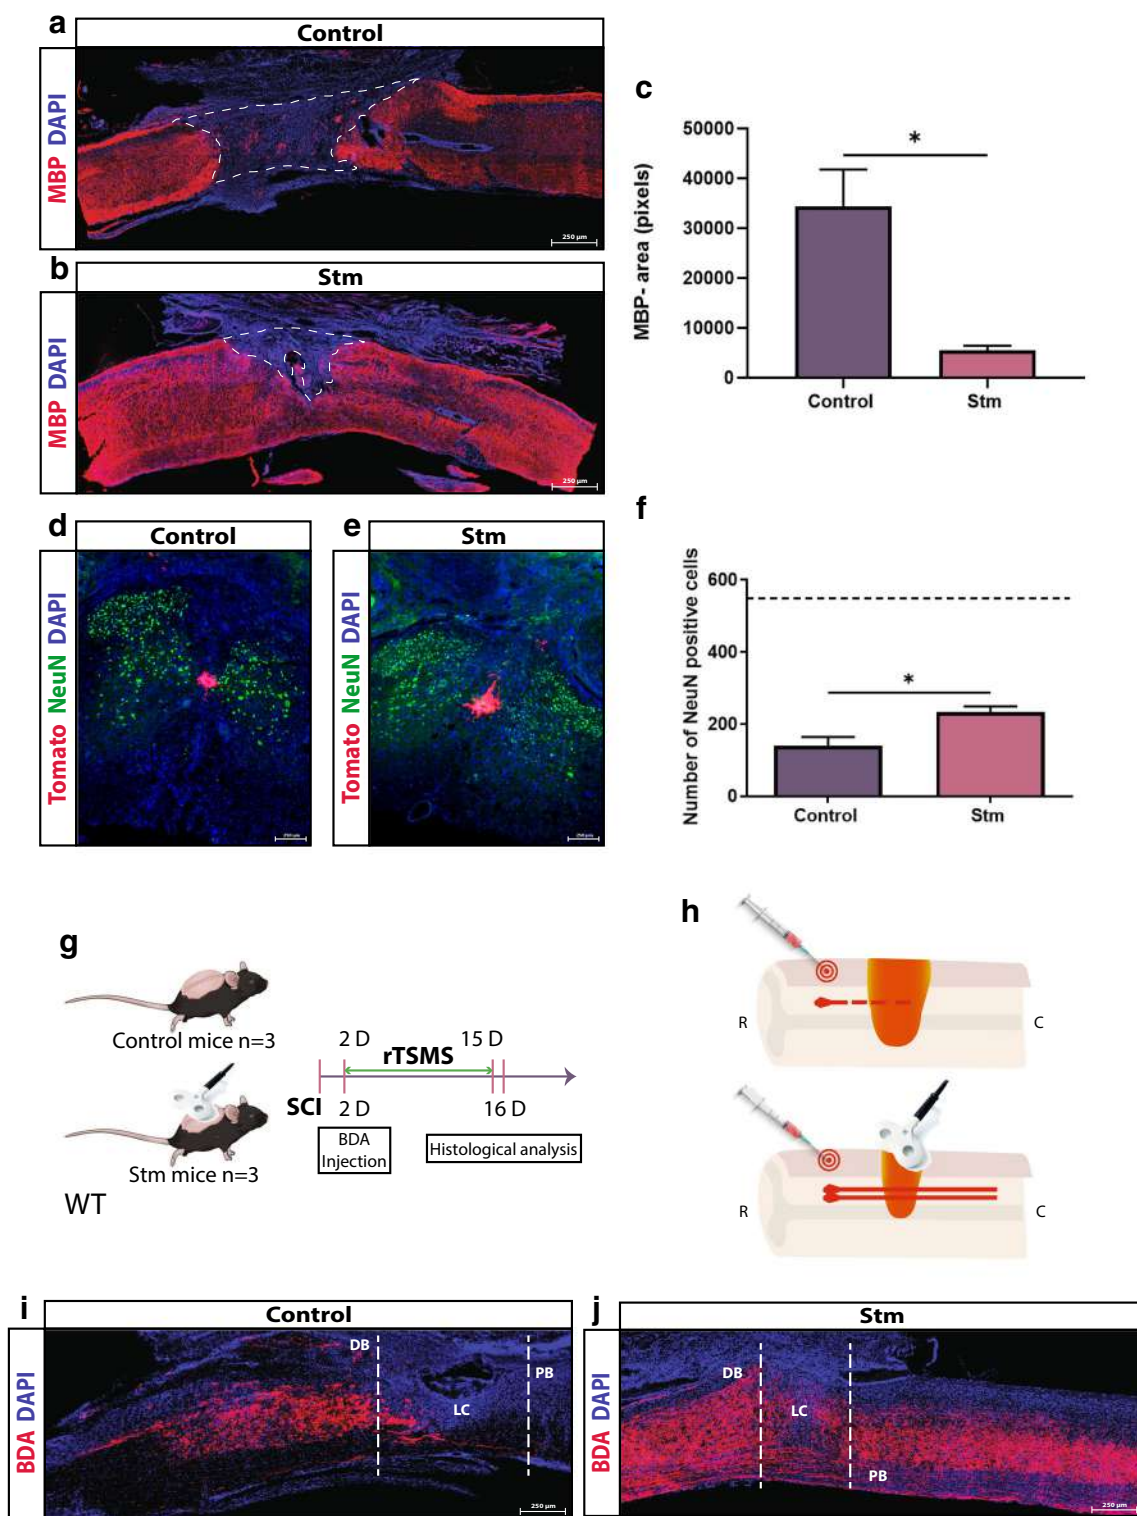 a
Control
MBP DAPI
250 µm
b
Stm
MBP DAPI
250 µm
c
MBP- area (pixels)
50000
40000
30000
20000
10000
0
*
Control
Stm
d
Control
Tomato NeuN DAPI
e
Stm
Tomato NeuN DAPI
f
Number of NeuN positive cells
600
400
200
0
*
Control
Stm
g
Control mice n=3
Stm mice n=3
WT
2 D
15 D
rTSMS
SCI
2 D
16 D
BDA
Injection
Histological analysis
h
R
C
R
C
i
Control
BDA DAPI
DB
LC
PB
250 µm
j
Stm
BDA DAPI
DB
LC
PB
250 µm